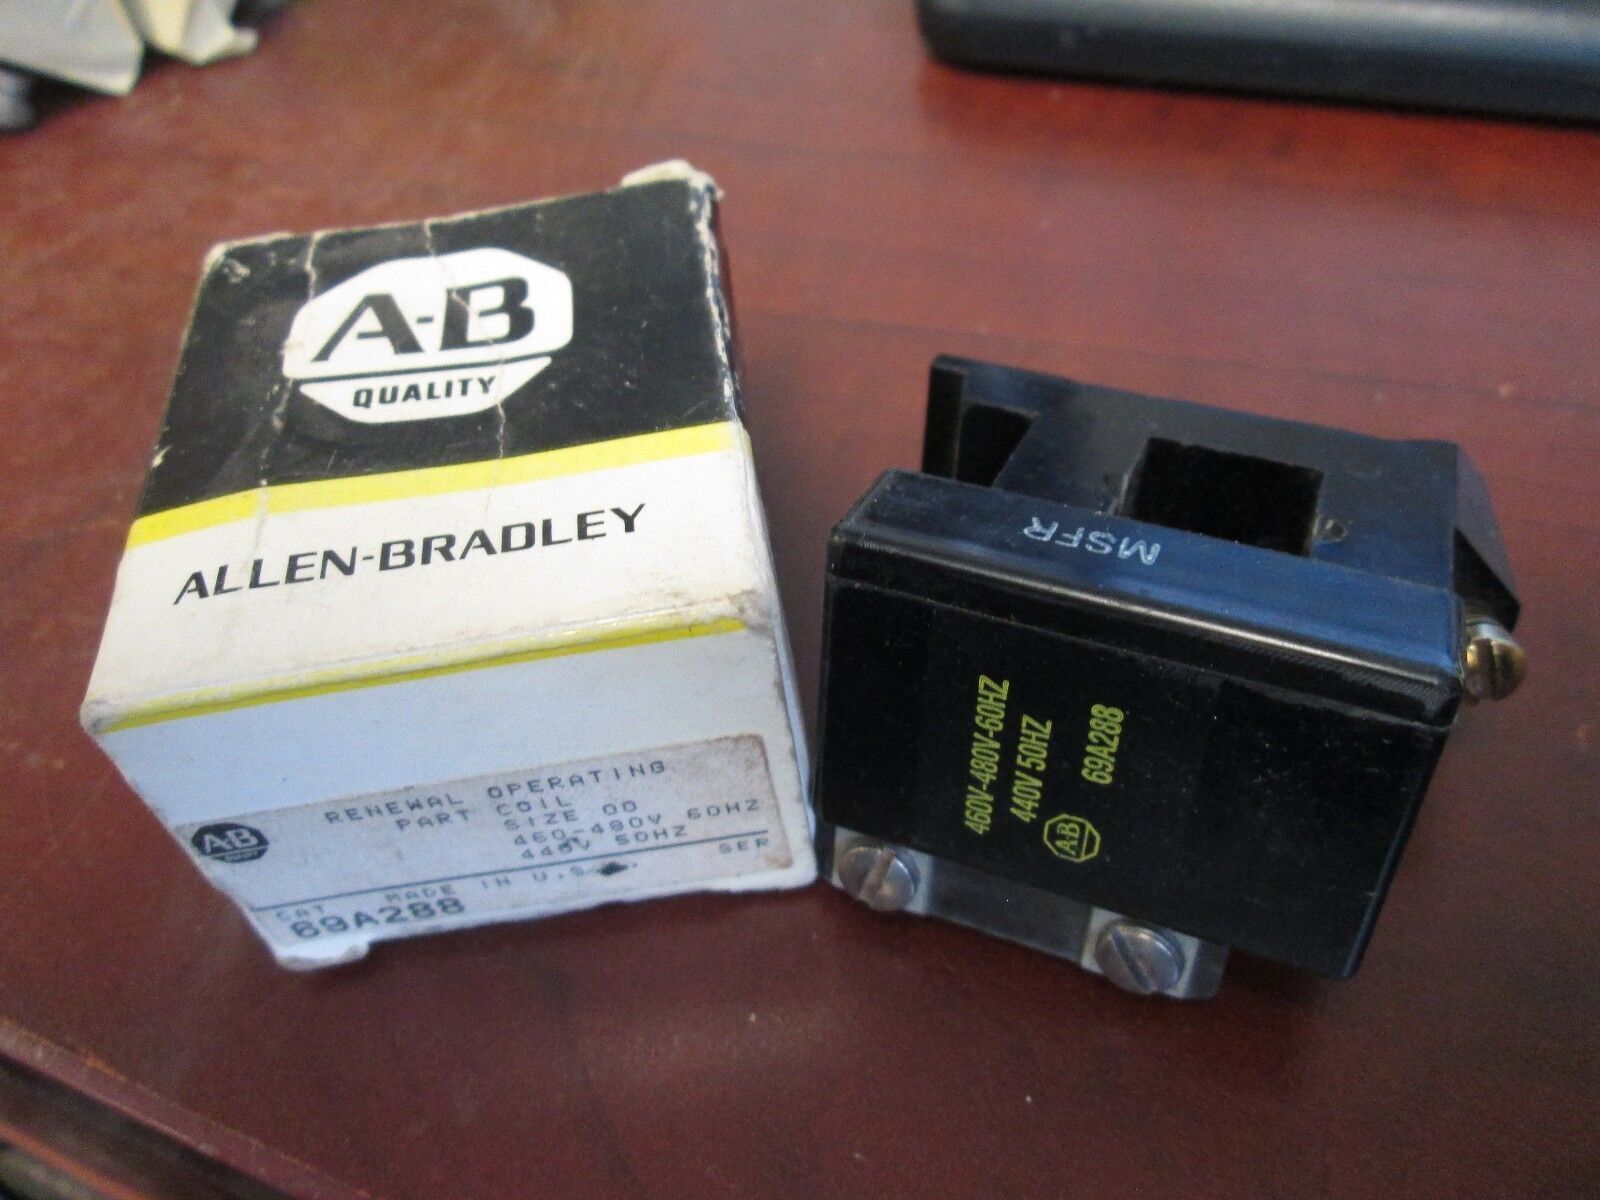 A-B
QUALITY
ALLEN-BRADLEY
A-B
RENEWAL OPERATING
PART COIL
SIZE 00
460-480V 60HZ
440V 50HZ
MADE IN U.S.
SER
CAT
69A288
MSFR
460V-480V-60HZ
440V 50HZ
A-B
69A288